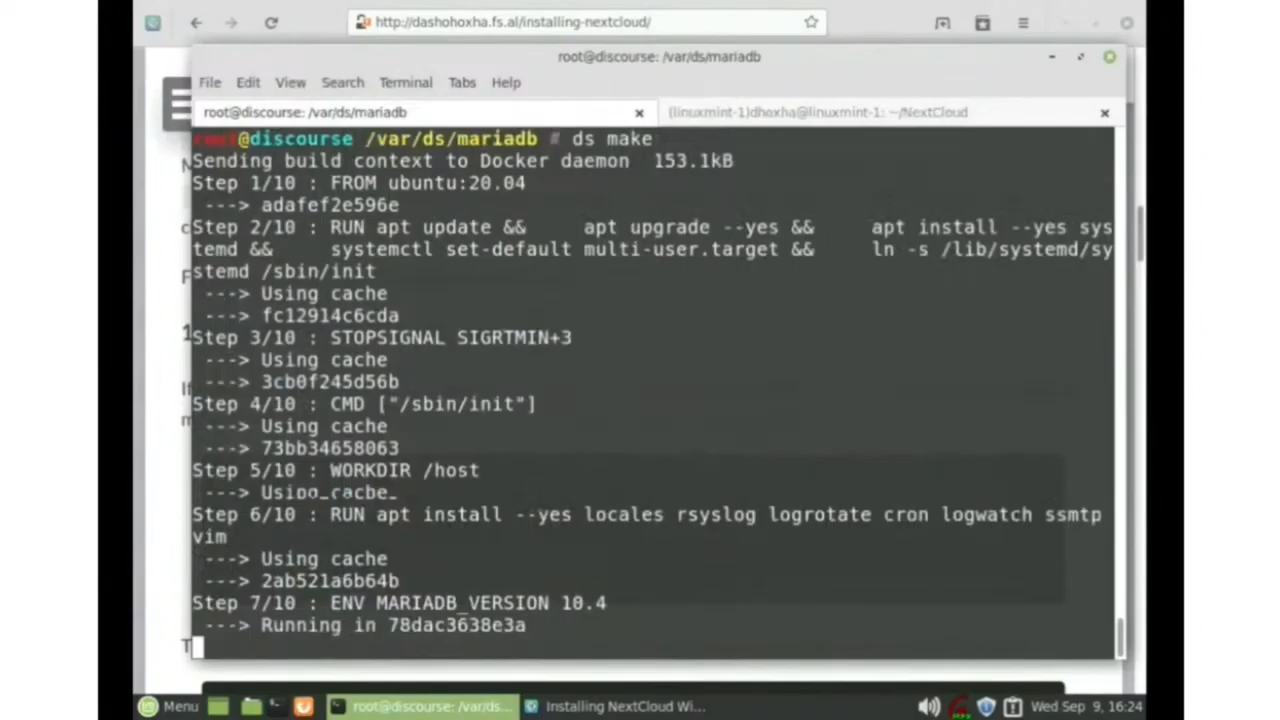 http://dashohoxha.fs.al/installing-nextcloud/
root@discourse: /var/ds/mariadb
File Edit View Search Terminal Tabs Help
root@discourse: /var/ds/mariadb
(linuxmint-1)dhoxha@linuxmint-1: ~/NextCloud
root@discourse /var/ds/mariadb # ds make
Sending build context to Docker daemon 153.1kB
Step 1/10 : FROM ubuntu:20.04
---> adafef2e596e
Step 2/10 : RUN apt update && apt upgrade --yes && apt install --yes sys
temd && systemctl set-default multi-user.target && ln -s /lib/systemd/sy
stemd /sbin/init
---> Using cache
---> fc12914c6cda
Step 3/10 : STOPSIGNAL SIGRTMIN+3
---> Using cache
---> 3cb0f245d56b
Step 4/10 : CMD ["/sbin/init"]
---> Using cache
---> 73bb34658063
Step 5/10 : WORKDIR /host
---> Using cache
Step 6/10 : RUN apt install --yes locales rsyslog logrotate cron logwatch ssmtp
vim
---> Using cache
---> 2ab521a6b64b
Step 7/10 : ENV MARIADB_VERSION 10.4
---> Running in 78dac3638e3a
Menu
root@discourse: /var/ds...
Installing NextCloud Wi...
Wed Sep 9, 16:24